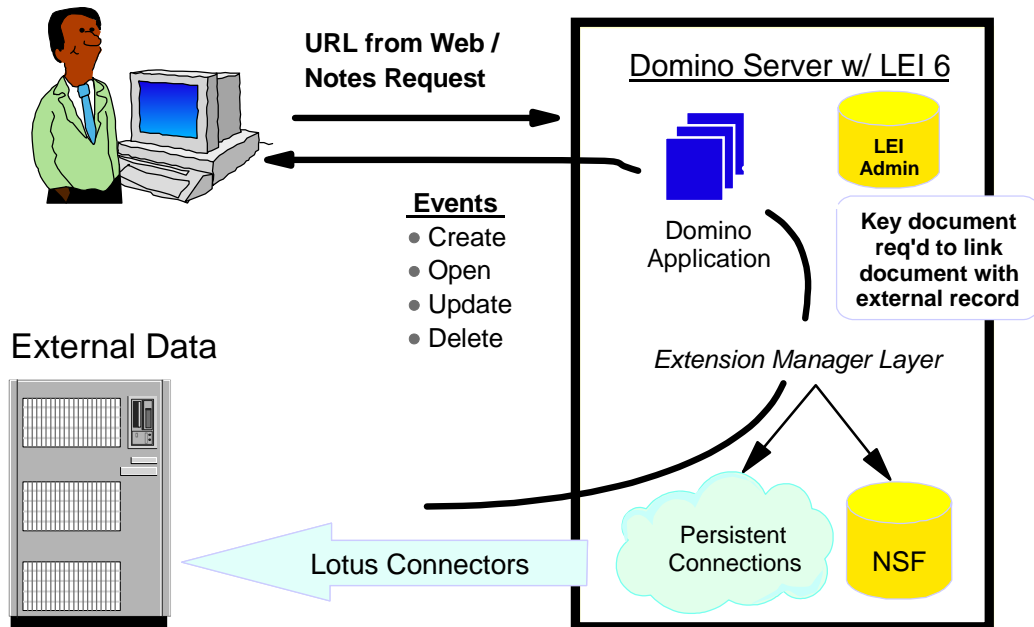 URL from Web /
Notes Request
Domino Server w/ LEI 6
LEI
Admin
Events
● Create
● Open
● Update
● Delete
Domino
Application
Key document
req'd to link
document with
external record
External Data
Extension Manager Layer
Persistent
Connections
NSF
Lotus Connectors